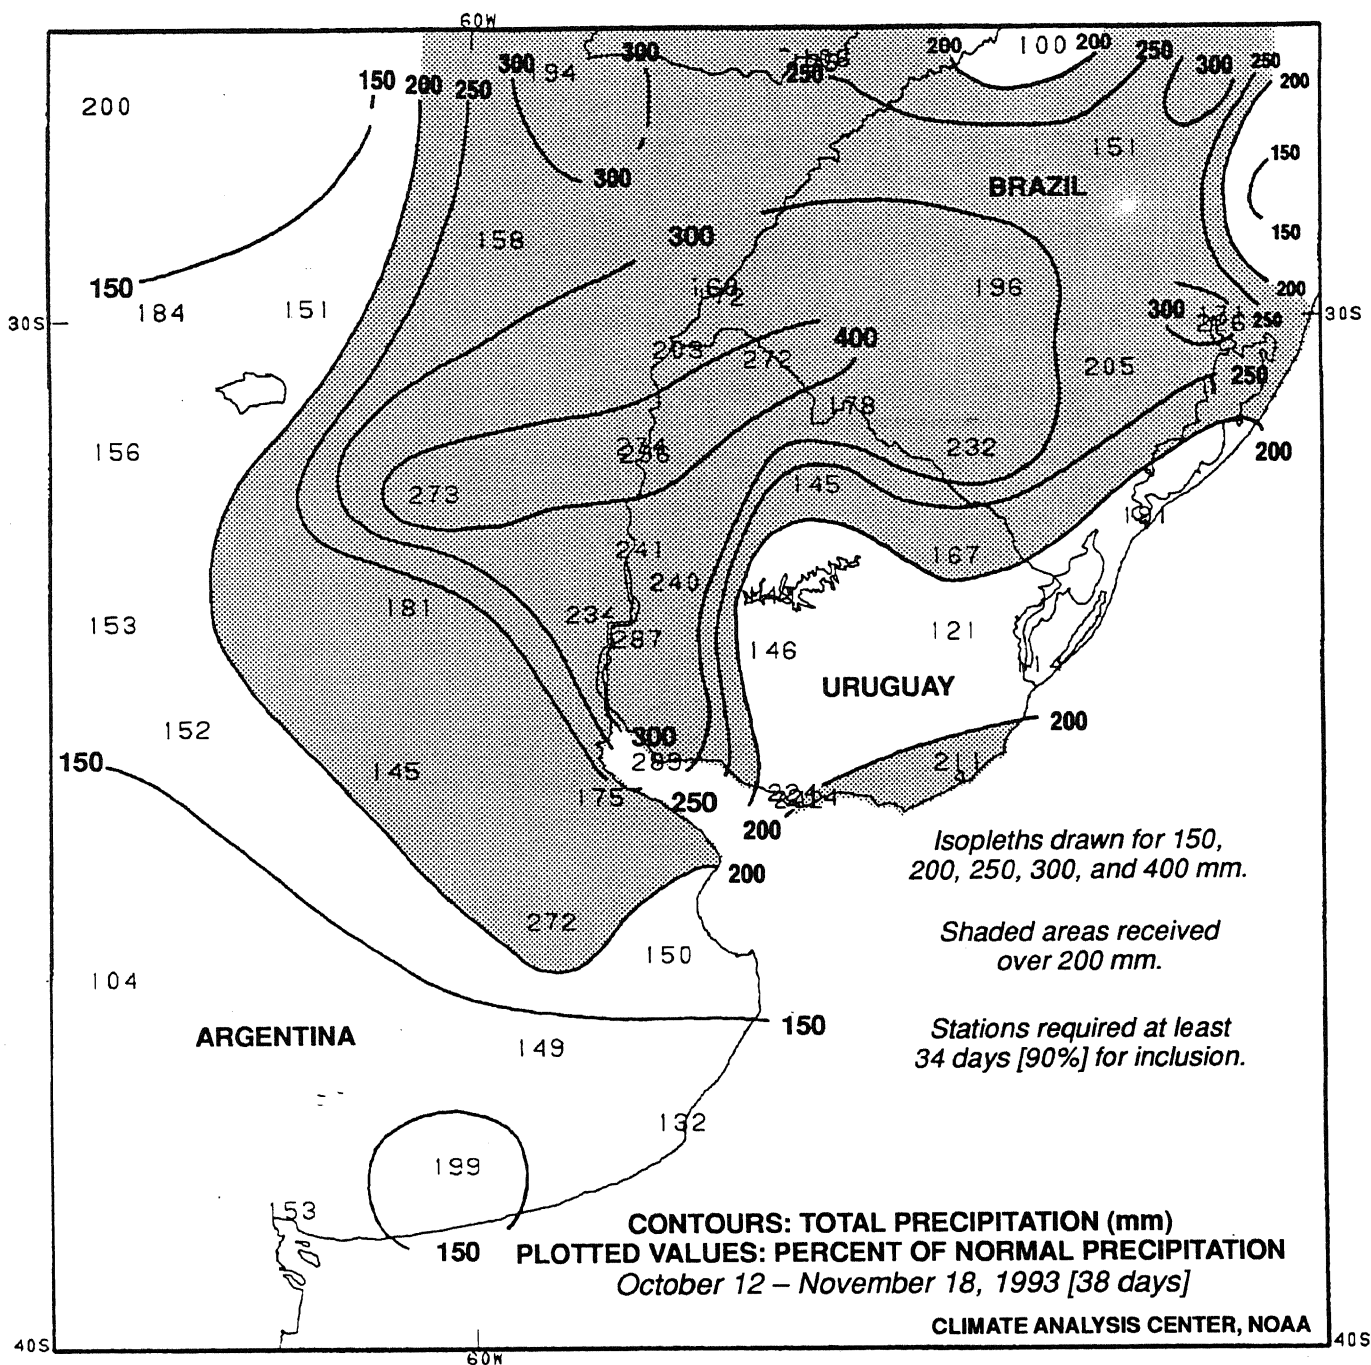 60W
300 94 300 250 200 100 200 250 300 250 200
150 200 250
200
151
150
BRAZIL
300
158 300
150
150 196 200
184 151 172
30S 300 250 30S
400
203 272 205
250
178
156 232 200
273 145
241 167
240
181
153 234 121
287 146
URUGUAY
152 300 200
150 211
145
175 250
200
Isopleths drawn for 150,
200, 250, 300, and 400 mm.
200
272
Shaded areas received
over 200 mm.
150
104
ARGENTINA 150
149
Stations required at least
34 days [90%] for inclusion.
132
199
153
150
CONTOURS: TOTAL PRECIPITATION (mm)
PLOTTED VALUES: PERCENT OF NORMAL PRECIPITATION
October 12 – November 18, 1993 [38 days]
CLIMATE ANALYSIS CENTER, NOAA
40S 40S
60W